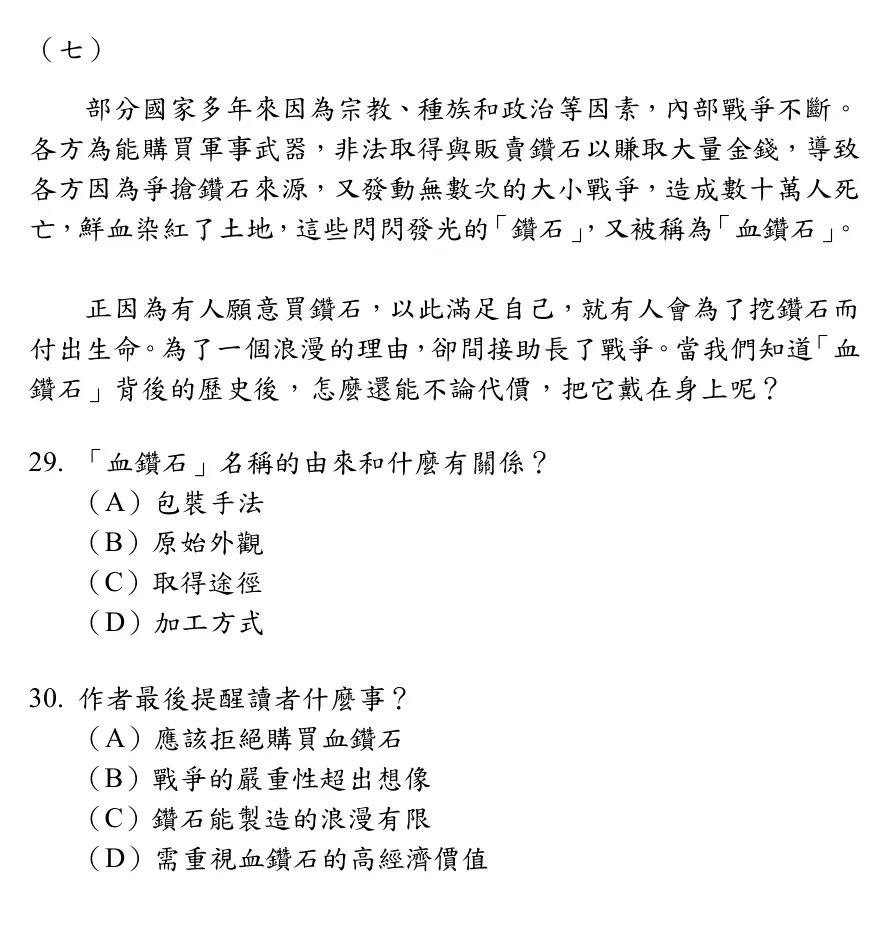 （七）
部分國家多年來因為宗教、種族和政治等因素，內部戰爭不斷。
各方為能購買軍事武器，非法取得與販賣鑽石以賺取大量金錢，導致
各方因為爭搶鑽石來源，又發動無數次的大小戰爭，造成數十萬人死
亡，鮮血染紅了土地，這些閃閃發光的「鑽石」，又被稱為「血鑽石」。
正因為有人願意買鑽石，以此滿足自己，就有人會為了挖鑽石而
付出生命。為了一個浪漫的理由，卻間接助長了戰爭。當我們知道「血
鑽石」背後的歷史後，怎麼還能不論代價，把它戴在身上呢？
29. 「血鑽石」名稱的由來和什麼有關係？
（A）包裝手法
（B）原始外觀
（C）取得途徑
（D）加工方式
30. 作者最後提醒讀者什麼事？
（A）應該拒絕購買血鑽石
（B）戰爭的嚴重性超出想像
（C）鑽石能製造的浪漫有限
（D）需重視血鑽石的高經濟價值